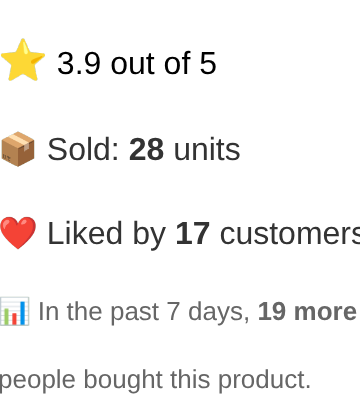 ⭐ 3.9 out of 5
📦 Sold: 28 units
❤️ Liked by 17 customers
📊 In the past 7 days, 19 more
people bought this product.